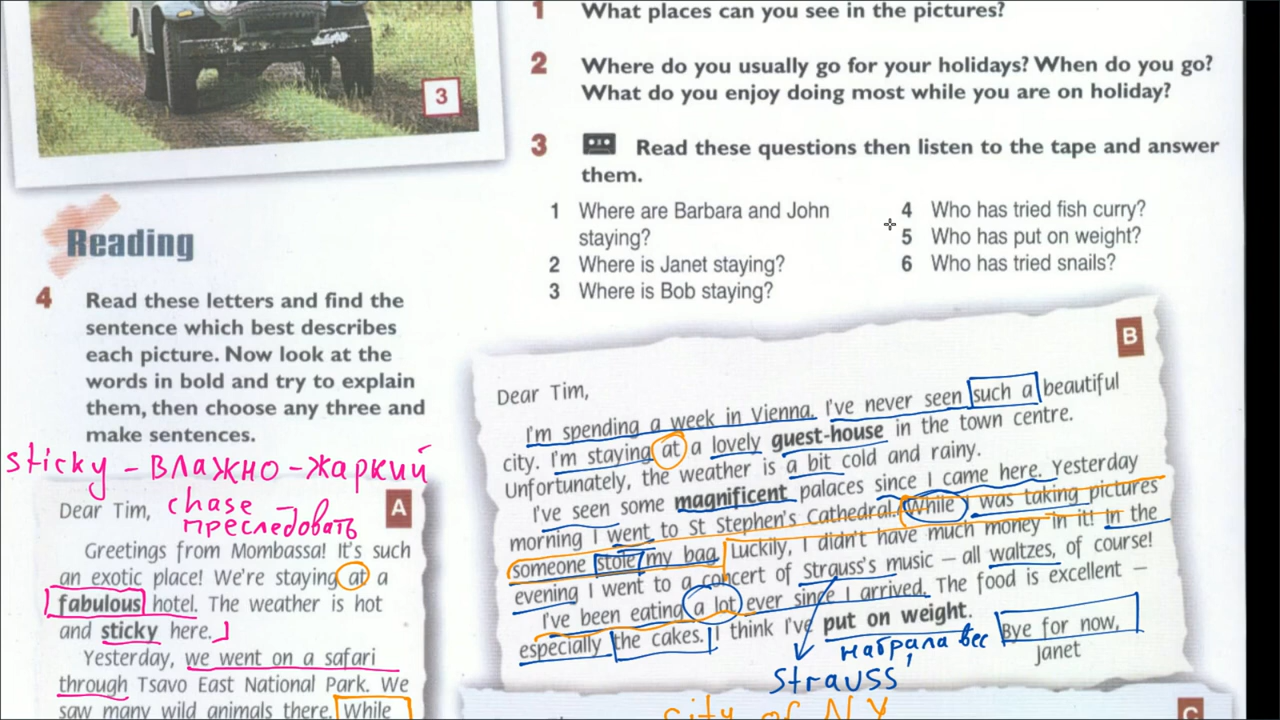 1 What places can you see in the pictures?
2 Where do you usually go for your holidays? When do you go?
What do you enjoy doing most while you are on holiday?
3 Read these questions then listen to the tape and answer
them.
1 Where are Barbara and John
staying?
2 Where is Janet staying?
3 Where is Bob staying?
4 Who has tried fish curry?
5 Who has put on weight?
6 Who has tried snails?
3
Reading
4 Read these letters and find the
sentence which best describes
each picture. Now look at the
words in bold and try to explain
them, then choose any three and
make sentences.
sticky - влажно-жаркий
chase -
преследовать
A
Dear Tim,
Greetings from Mombassa! It's such
an exotic place! We're staying at a
fabulous hotel. The weather is hot
and sticky here.
Yesterday, we went on a safari
through Tsavo East National Park. We
saw many wild animals there. While
B
Dear Tim,
I'm spending a week in Vienna. I've never seen such a beautiful
city. I'm staying at a lovely guest-house in the town centre.
Unfortunately, the weather is a bit cold and rainy.
I've seen some magnificent palaces since I came here. Yesterday
morning I went to St Stephen's Cathedral. While I was taking pictures
someone stole my bag. Luckily, I didn't have much money in it! In the
evening I went to a concert of Strauss's music – all waltzes, of course!
I've been eating a lot ever since I arrived. The food is excellent –
especially the cakes. I think I've put on weight.
набрала вес
Bye for now,
Janet
Strauss'
city of NY
C